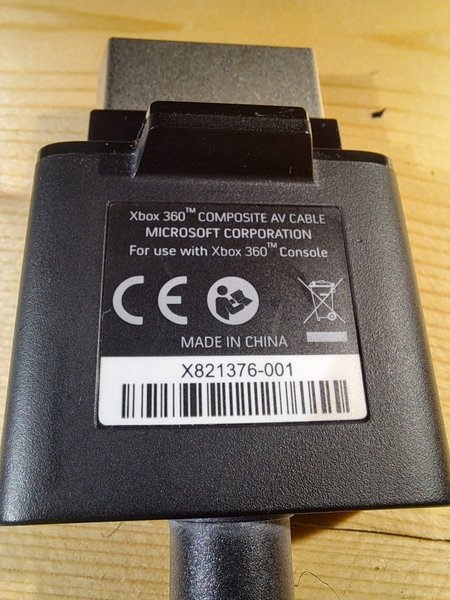 Xbox 360™ COMPOSITE AV CABLE
MICROSOFT CORPORATION
For use with Xbox 360™ Console
CE
MADE IN CHINA
X821376-001